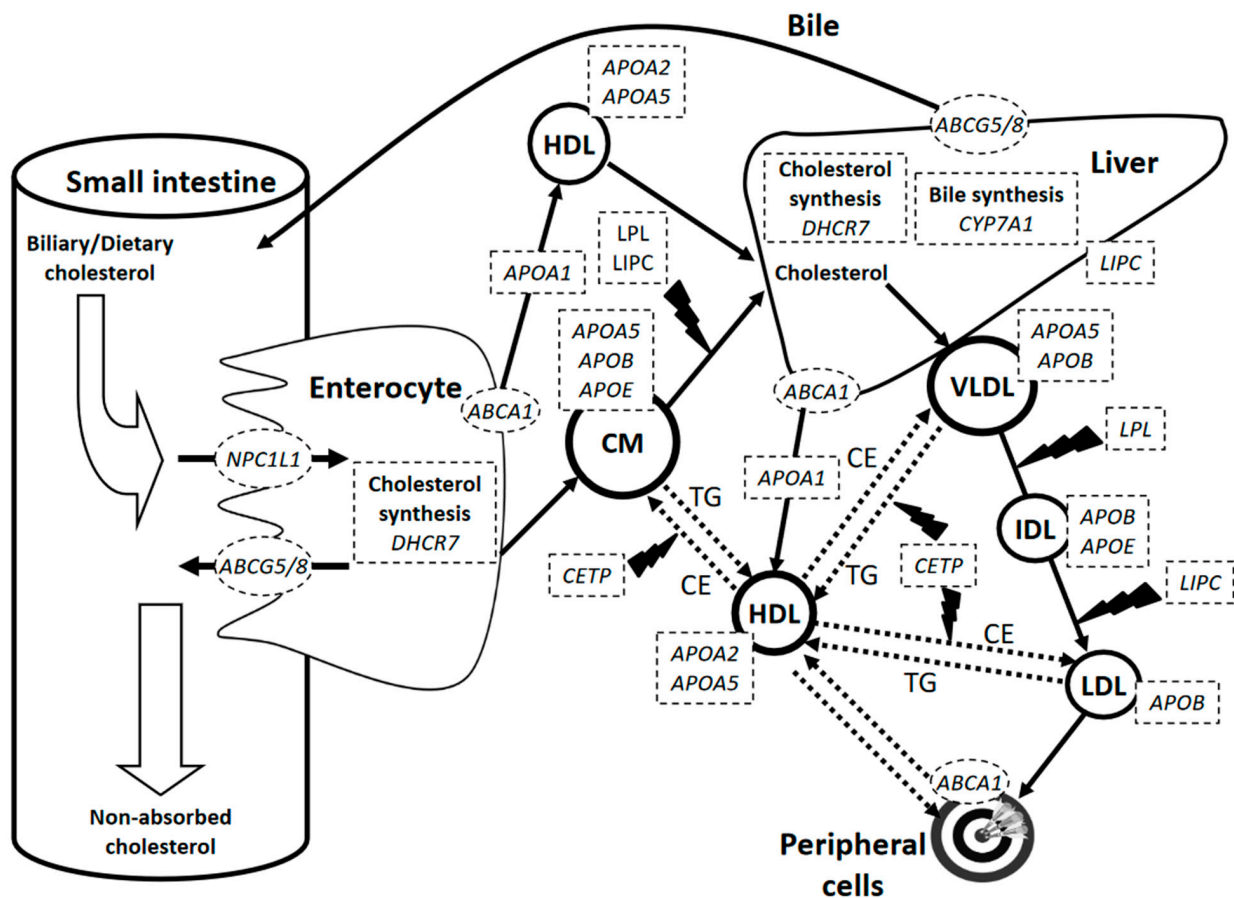 Bile
APOA2
APOA5
HDL
ABCG5/8
Liver
Cholesterol
synthesis
DHCR7
Bile synthesis
CYP7A1
Small intestine
Biliary/Dietary
cholesterol
LPL
LIPC
APOA1
Cholesterol
LIPC
APOA5
APOB
APOE
APOA5
APOB
Enterocyte
ABCA1
ABCA1
VLDL
CM
LPL
NPC1L1
CE
APOA1
Cholesterol
synthesis
DHCR7
TG
IDL
APOB
APOE
ABCG5/8
CETP
CE
TG
CETP
LIPC
HDL
CE
APOA2
APOA5
TG
LDL
APOB
ABCA1
Non-absorbed
cholesterol
Peripheral
cells